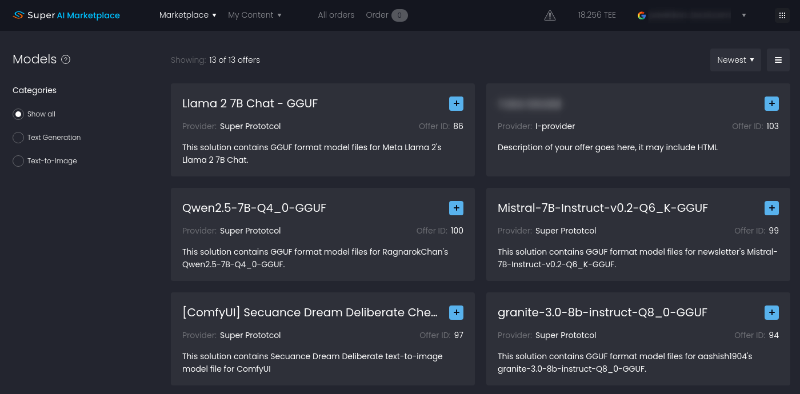 Super AI Marketplace
Marketplace
My Content
All orders
Order 0
18.256 TEE
Models ?
Showing: 13 of 13 offers
Newest
Categories
Show all
Text Generation
Text-to-Image
Llama 2 7B Chat - GGUF
Provider: Super Prototcol
Offer ID: 86
This solution contains GGUF format model files for Meta Llama 2's
Llama 2 7B Chat.
Provider: I-provider
Offer ID: 103
Description of your offer goes here, it may include HTML
Qwen2.5-7B-Q4_0-GGUF
Provider: Super Prototcol
Offer ID: 100
This solution contains GGUF format model files for RagnarokChan's
Qwen2.5-7B-Q4_0-GGUF.
Mistral-7B-Instruct-v0.2-Q6_K-GGUF
Provider: Super Prototcol
Offer ID: 99
This solution contains GGUF format model files for newsletter's Mistral-
7B-Instruct-v0.2-Q6_K-GGUF.
[ComfyUI] Secuance Dream Deliberate Che...
Provider: Super Prototcol
Offer ID: 97
This solution contains Secuance Dream Deliberate text-to-image
model file for ComfyUI
granite-3.0-8b-instruct-Q8_0-GGUF
Provider: Super Prototcol
Offer ID: 94
This solution contains GGUF format model files for aashish1904's
granite-3.0-8b-instruct-Q8_0-GGUF.